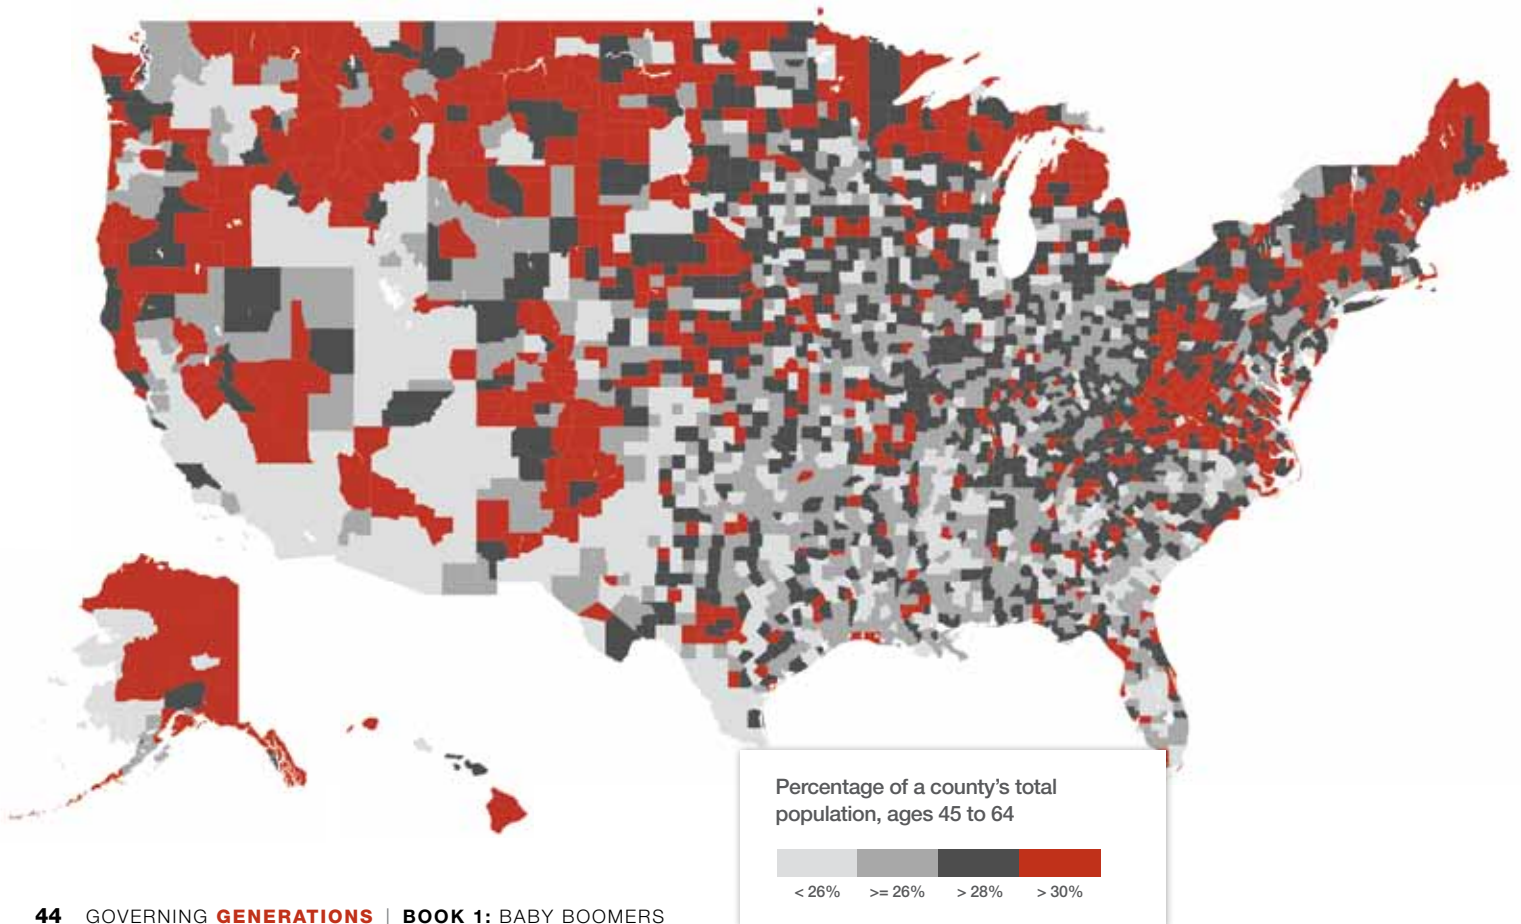 Percentage of a county’s total
population, ages 45 to 64
< 26% >= 26% > 28% > 30%
44 GOVERNING GENERATIONS | BOOK 1: BABY BOOMERS